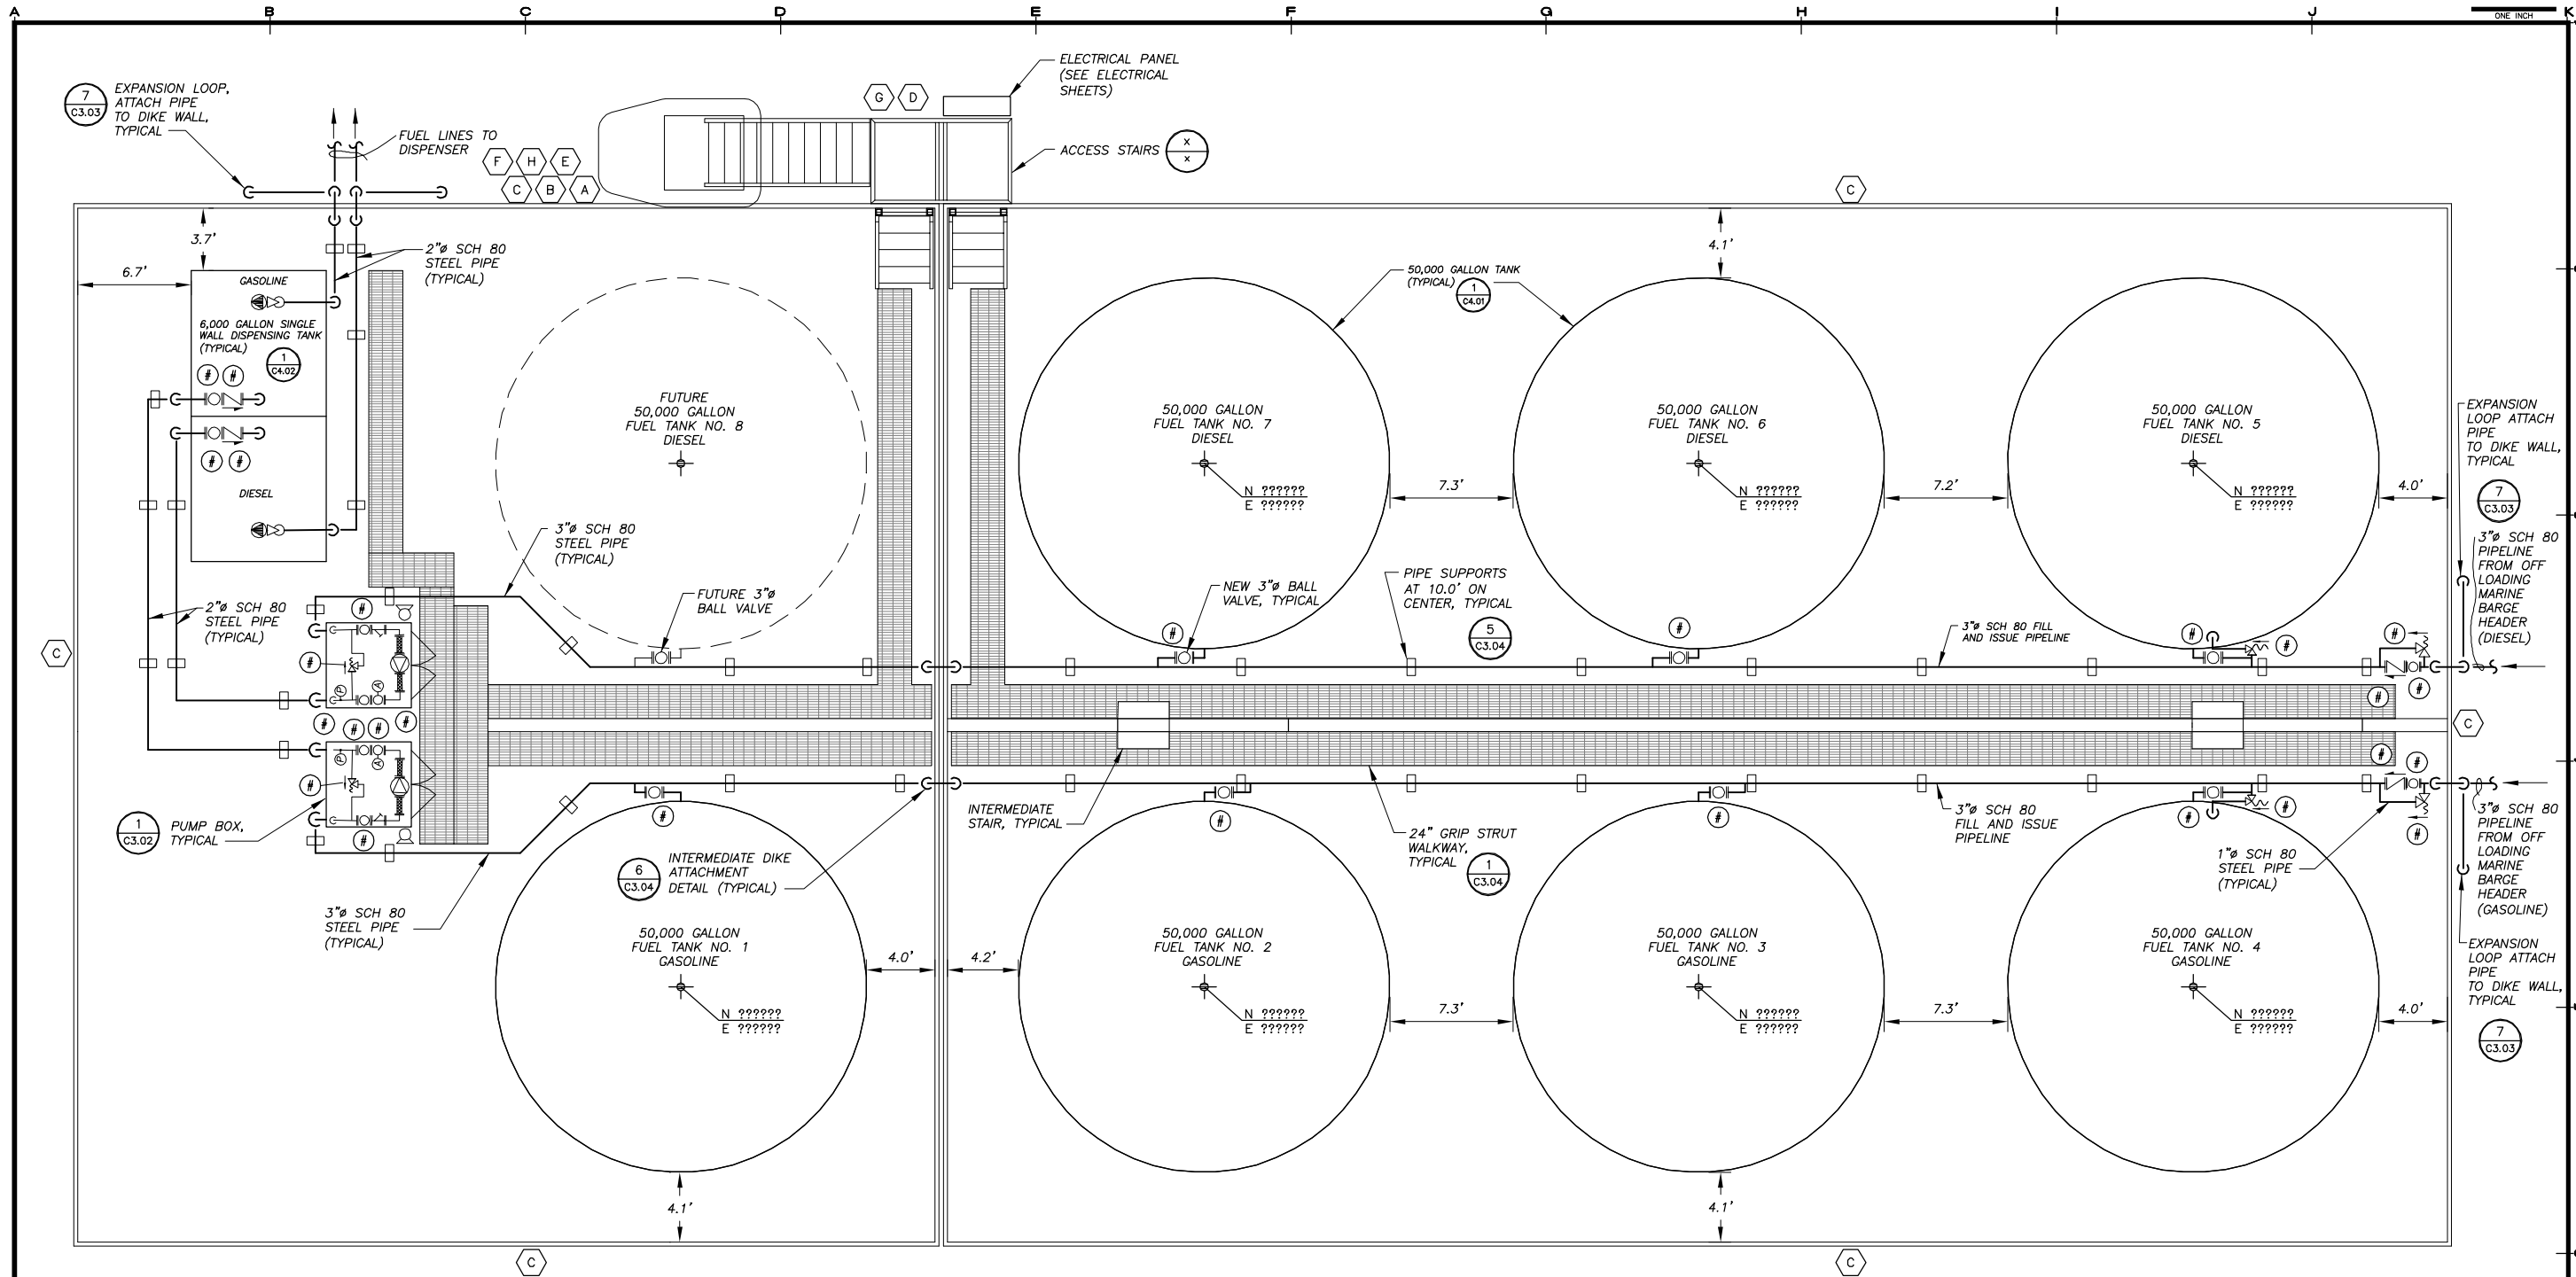 A B C D E F G H I J K
ONE INCH
7
C3.03
EXPANSION LOOP,
ATTACH PIPE
TO DIKE WALL,
TYPICAL
FUEL LINES TO
DISPENSER
F H E
C B A
G D
ELECTRICAL PANEL
(SEE ELECTRICAL
SHEETS)
ACCESS STAIRS
X
X
C
3.7'
6.7'
2"ø SCH 80
STEEL PIPE
(TYPICAL)
4.1'
GASOLINE
6,000 GALLON SINGLE
WALL DISPENSING TANK
(TYPICAL)
1
C4.02
# #
# #
DIESEL
50,000 GALLON TANK
(TYPICAL)
1
C4.01
FUTURE
50,000 GALLON
FUEL TANK NO. 8
DIESEL
50,000 GALLON
FUEL TANK NO. 7
DIESEL
N ??????
E ??????
7.3'
50,000 GALLON
FUEL TANK NO. 6
DIESEL
N ??????
E ??????
7.2'
50,000 GALLON
FUEL TANK NO. 5
DIESEL
N ??????
E ??????
4.0'
EXPANSION
LOOP ATTACH
PIPE
TO DIKE WALL,
TYPICAL
7
C3.03
3"ø SCH 80
PIPELINE
FROM OFF
LOADING
MARINE
BARGE
HEADER
(DIESEL)
3"ø SCH 80
STEEL PIPE
(TYPICAL)
FUTURE 3"ø
BALL VALVE
NEW 3"ø BALL
VALVE, TYPICAL
PIPE SUPPORTS
AT 10.0' ON
CENTER, TYPICAL
5
C3.04
3"ø SCH 80 FILL
AND ISSUE PIPELINE
2"ø SCH 80
STEEL PIPE
(TYPICAL)
C
#
#
P A
# # # # #
P A
#
#
#
#
#
#
#
#
#
C
#
#
1
C3.02
PUMP BOX,
TYPICAL
3"ø SCH 80
STEEL PIPE
(TYPICAL)
#
6
C3.04
INTERMEDIATE DIKE
ATTACHMENT
DETAIL (TYPICAL)
INTERMEDIATE
STAIR, TYPICAL
#
24" GRIP STRUT
WALKWAY,
TYPICAL
1
C3.04
#
3"ø SCH 80
FILL AND ISSUE
PIPELINE
#
#
#
1"ø SCH 80
STEEL PIPE
(TYPICAL)
3"ø SCH 80
PIPELINE
FROM OFF
LOADING
MARINE
BARGE
HEADER
(GASOLINE)
EXPANSION
LOOP ATTACH
PIPE
TO DIKE WALL,
TYPICAL
7
C3.03
50,000 GALLON
FUEL TANK NO. 1
GASOLINE
N ??????
E ??????
4.0'
4.2'
50,000 GALLON
FUEL TANK NO. 2
GASOLINE
N ??????
E ??????
7.3'
50,000 GALLON
FUEL TANK NO. 3
GASOLINE
N ??????
E ??????
7.3'
50,000 GALLON
FUEL TANK NO. 4
GASOLINE
N ??????
E ??????
4.0'
4.1'
4.1'
C
C